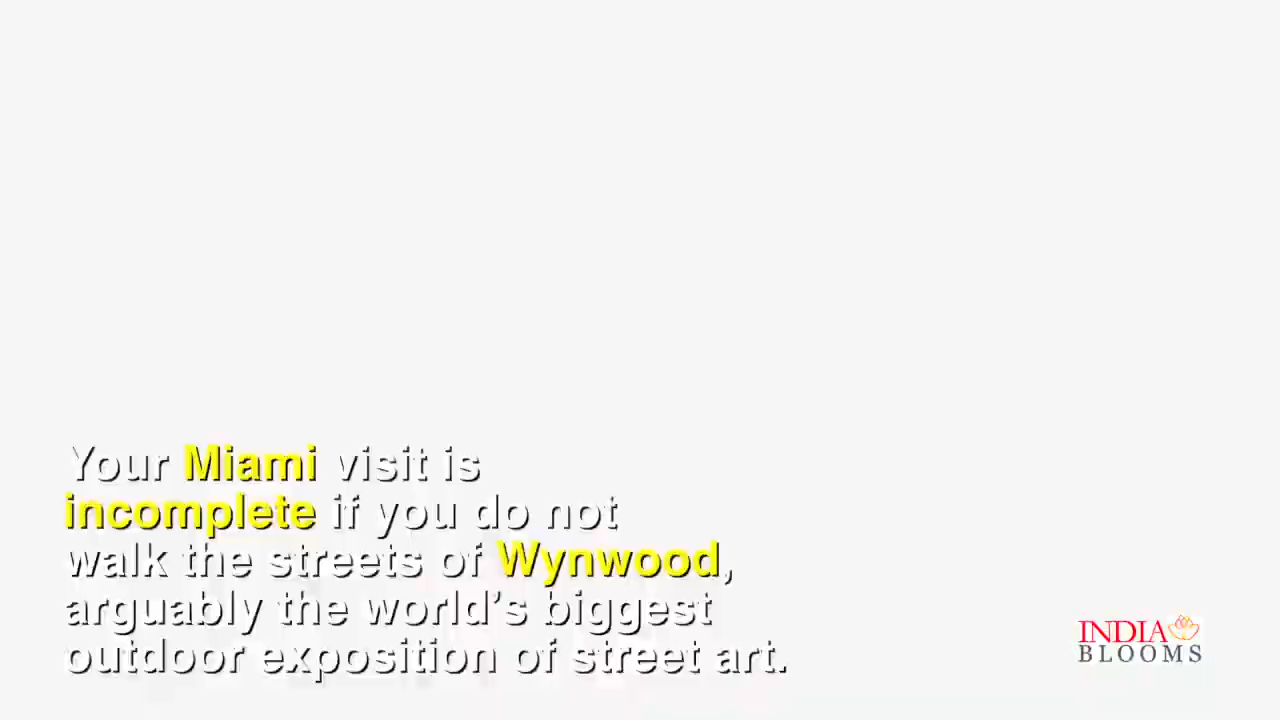 Your Miami visit is
incomplete if you do not
walk the streets of Wynwood,
arguably the world’s biggest
outdoor exposition of street art.
INDIA
BLOOMS